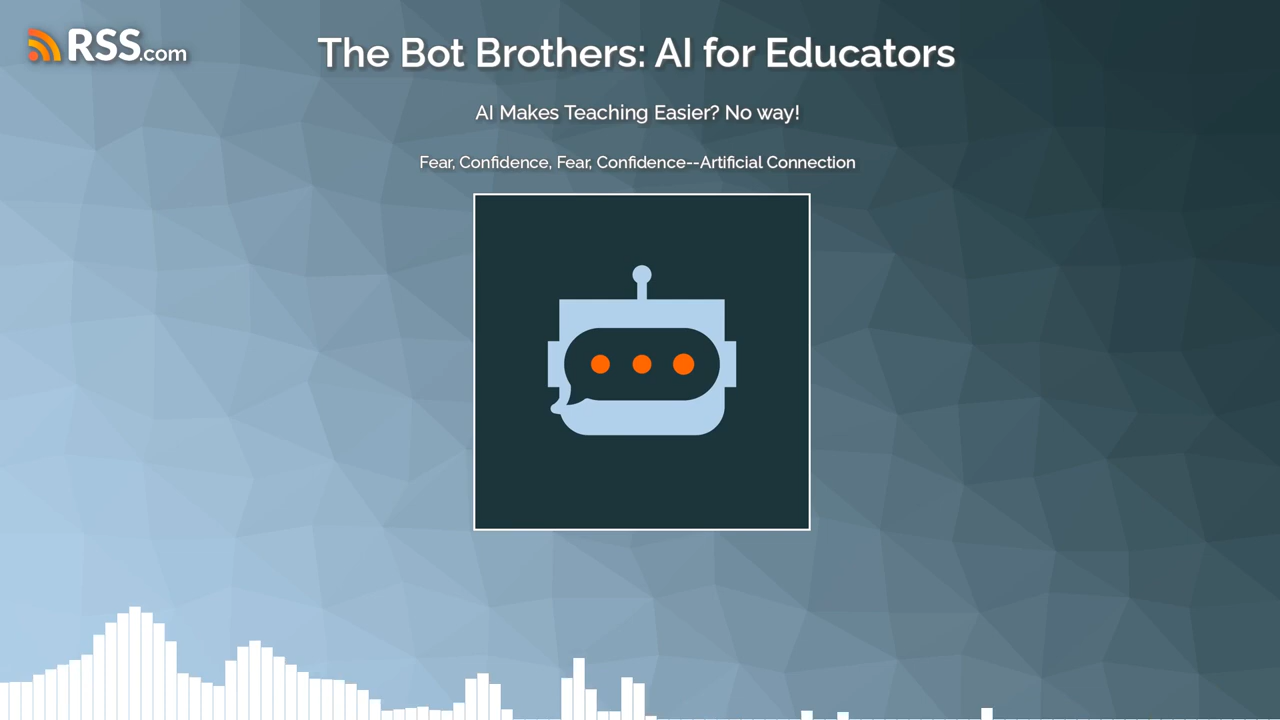 RSS.com
The Bot Brothers: AI for Educators
AI Makes Teaching Easier? No way!
Fear, Confidence, Fear, Confidence--Artificial Connection